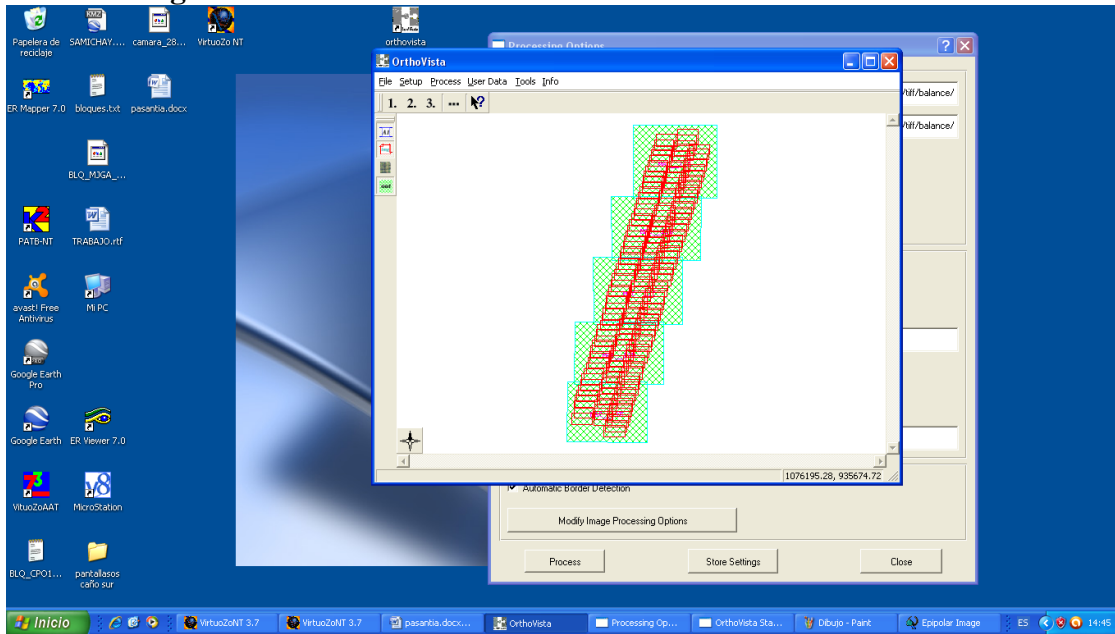 Papelera de reciclaje
SAMICHAY....
camara_28...
VirtuoZo NT
orthovista
ER Mapper 7.0
bloques.txt
pasantia.docx
BLQ_MJGA_...
PATB-NT
TRABAJO.rtf
avast! Free Antivirus
Mi PC
Google Earth Pro
Google Earth
ER Viewer 7.0
VituoZoAAT
MicroStation
BLQ_CPO1...
pantallasos caño sur
Processing Options
/tiff/balance/
/tiff/balance/
OrthoVista
File Setup Process User Data Tools Info
1. 2. 3. ...
1076195.28, 935674.72
Automatic Border Detection
Modify Image Processing Options
Process
Store Settings
Close
Inicio
VirtuoZoNT 3.7
VirtuoZoNT 3.7
pasantia.docx...
OrthoVista
Processing Op...
OrthoVista Sta...
Dibujo - Paint
Epipolar Image
ES
14:45